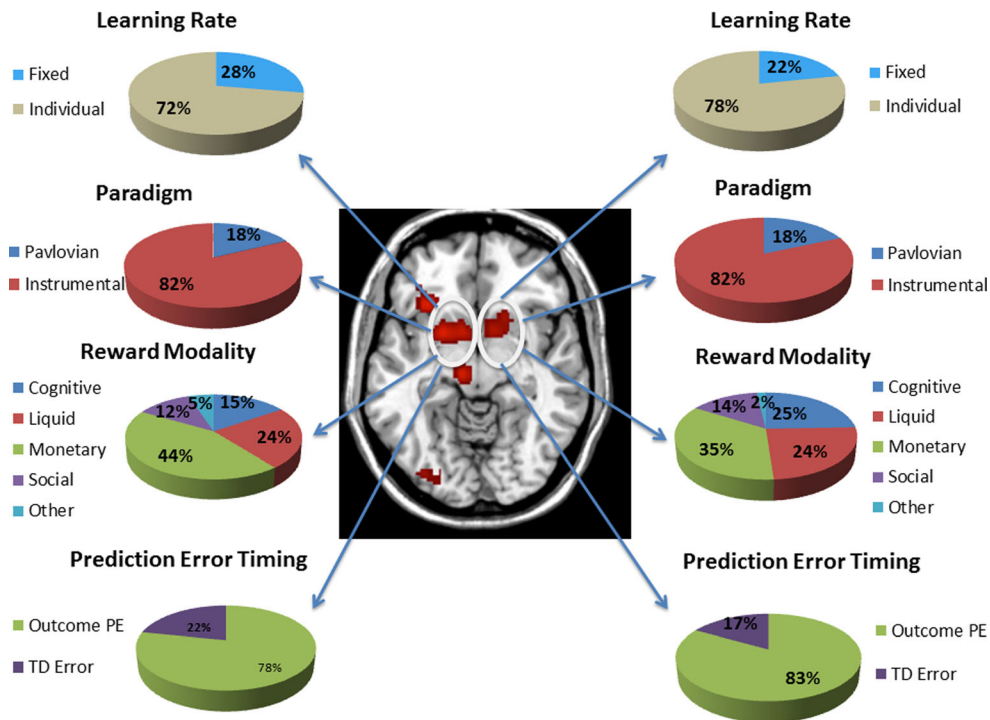 Learning Rate
Fixed
Individual
28%
72%
Paradigm
Pavlovian
Instrumental
18%
82%
Reward Modality
Cognitive
Liquid
Monetary
Social
Other
5%
15%
12%
24%
44%
Prediction Error Timing
Outcome PE
TD Error
22%
78%
Learning Rate
22%
78%
Fixed
Individual
Paradigm
18%
82%
Pavlovian
Instrumental
Reward Modality
2%
14%
25%
35%
24%
Cognitive
Liquid
Monetary
Social
Other
Prediction Error Timing
17%
83%
Outcome PE
TD Error